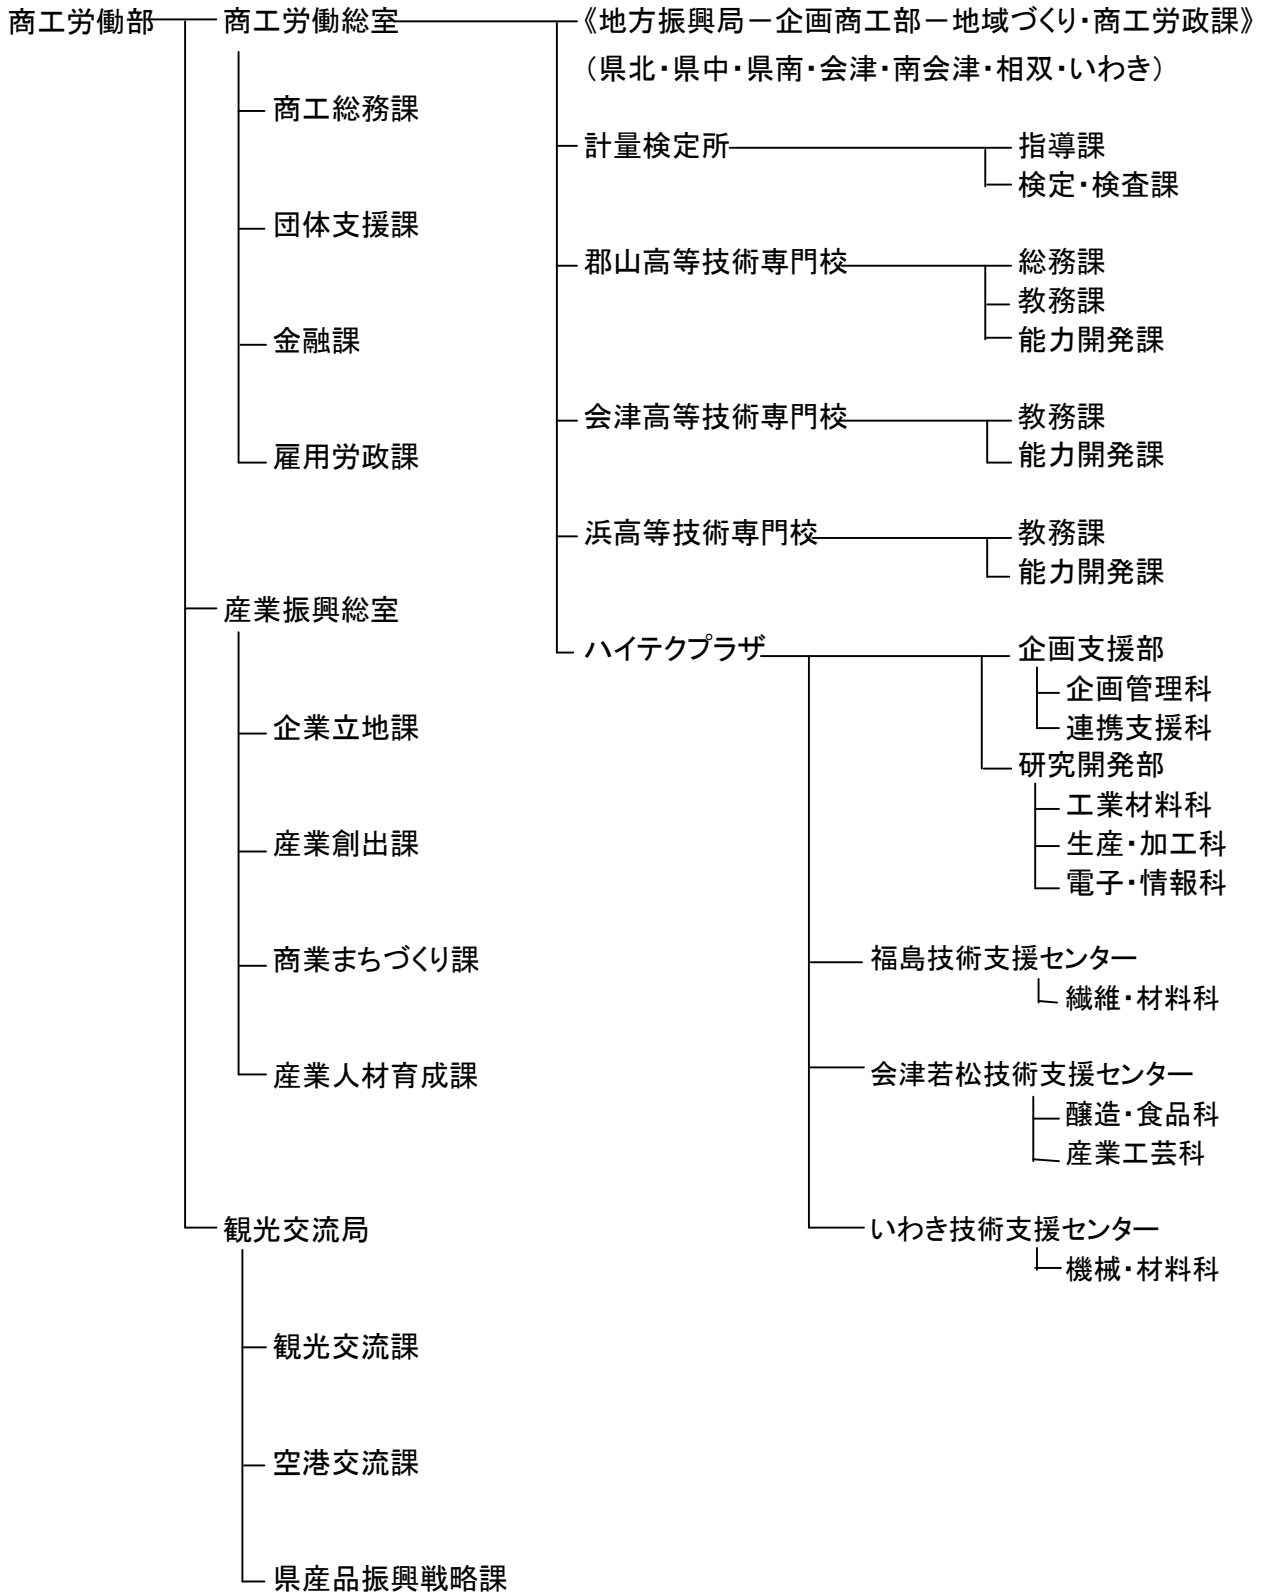 商工労働部
商工労働総室
商工総務課
団体支援課
金融課
雇用労政課
産業振興総室
企業立地課
産業創出課
商業まちづくり課
産業人材育成課
観光交流局
観光交流課
空港交流課
県産品振興戦略課
《地方振興局－企画商工部－地域づくり・商工労政課》
（県北・県中・県南・会津・南会津・相双・いわき）
計量検定所
指導課
検定・検査課
郡山高等技術専門校
総務課
教務課
能力開発課
会津高等技術専門校
教務課
能力開発課
浜高等技術専門校
教務課
能力開発課
ハイテクプラザ
企画支援部
企画管理科
連携支援科
研究開発部
工業材料科
生産・加工科
電子・情報科
福島技術支援センター
繊維・材料科
会津若松技術支援センター
醸造・食品科
産業工芸科
いわき技術支援センター
機械・材料科